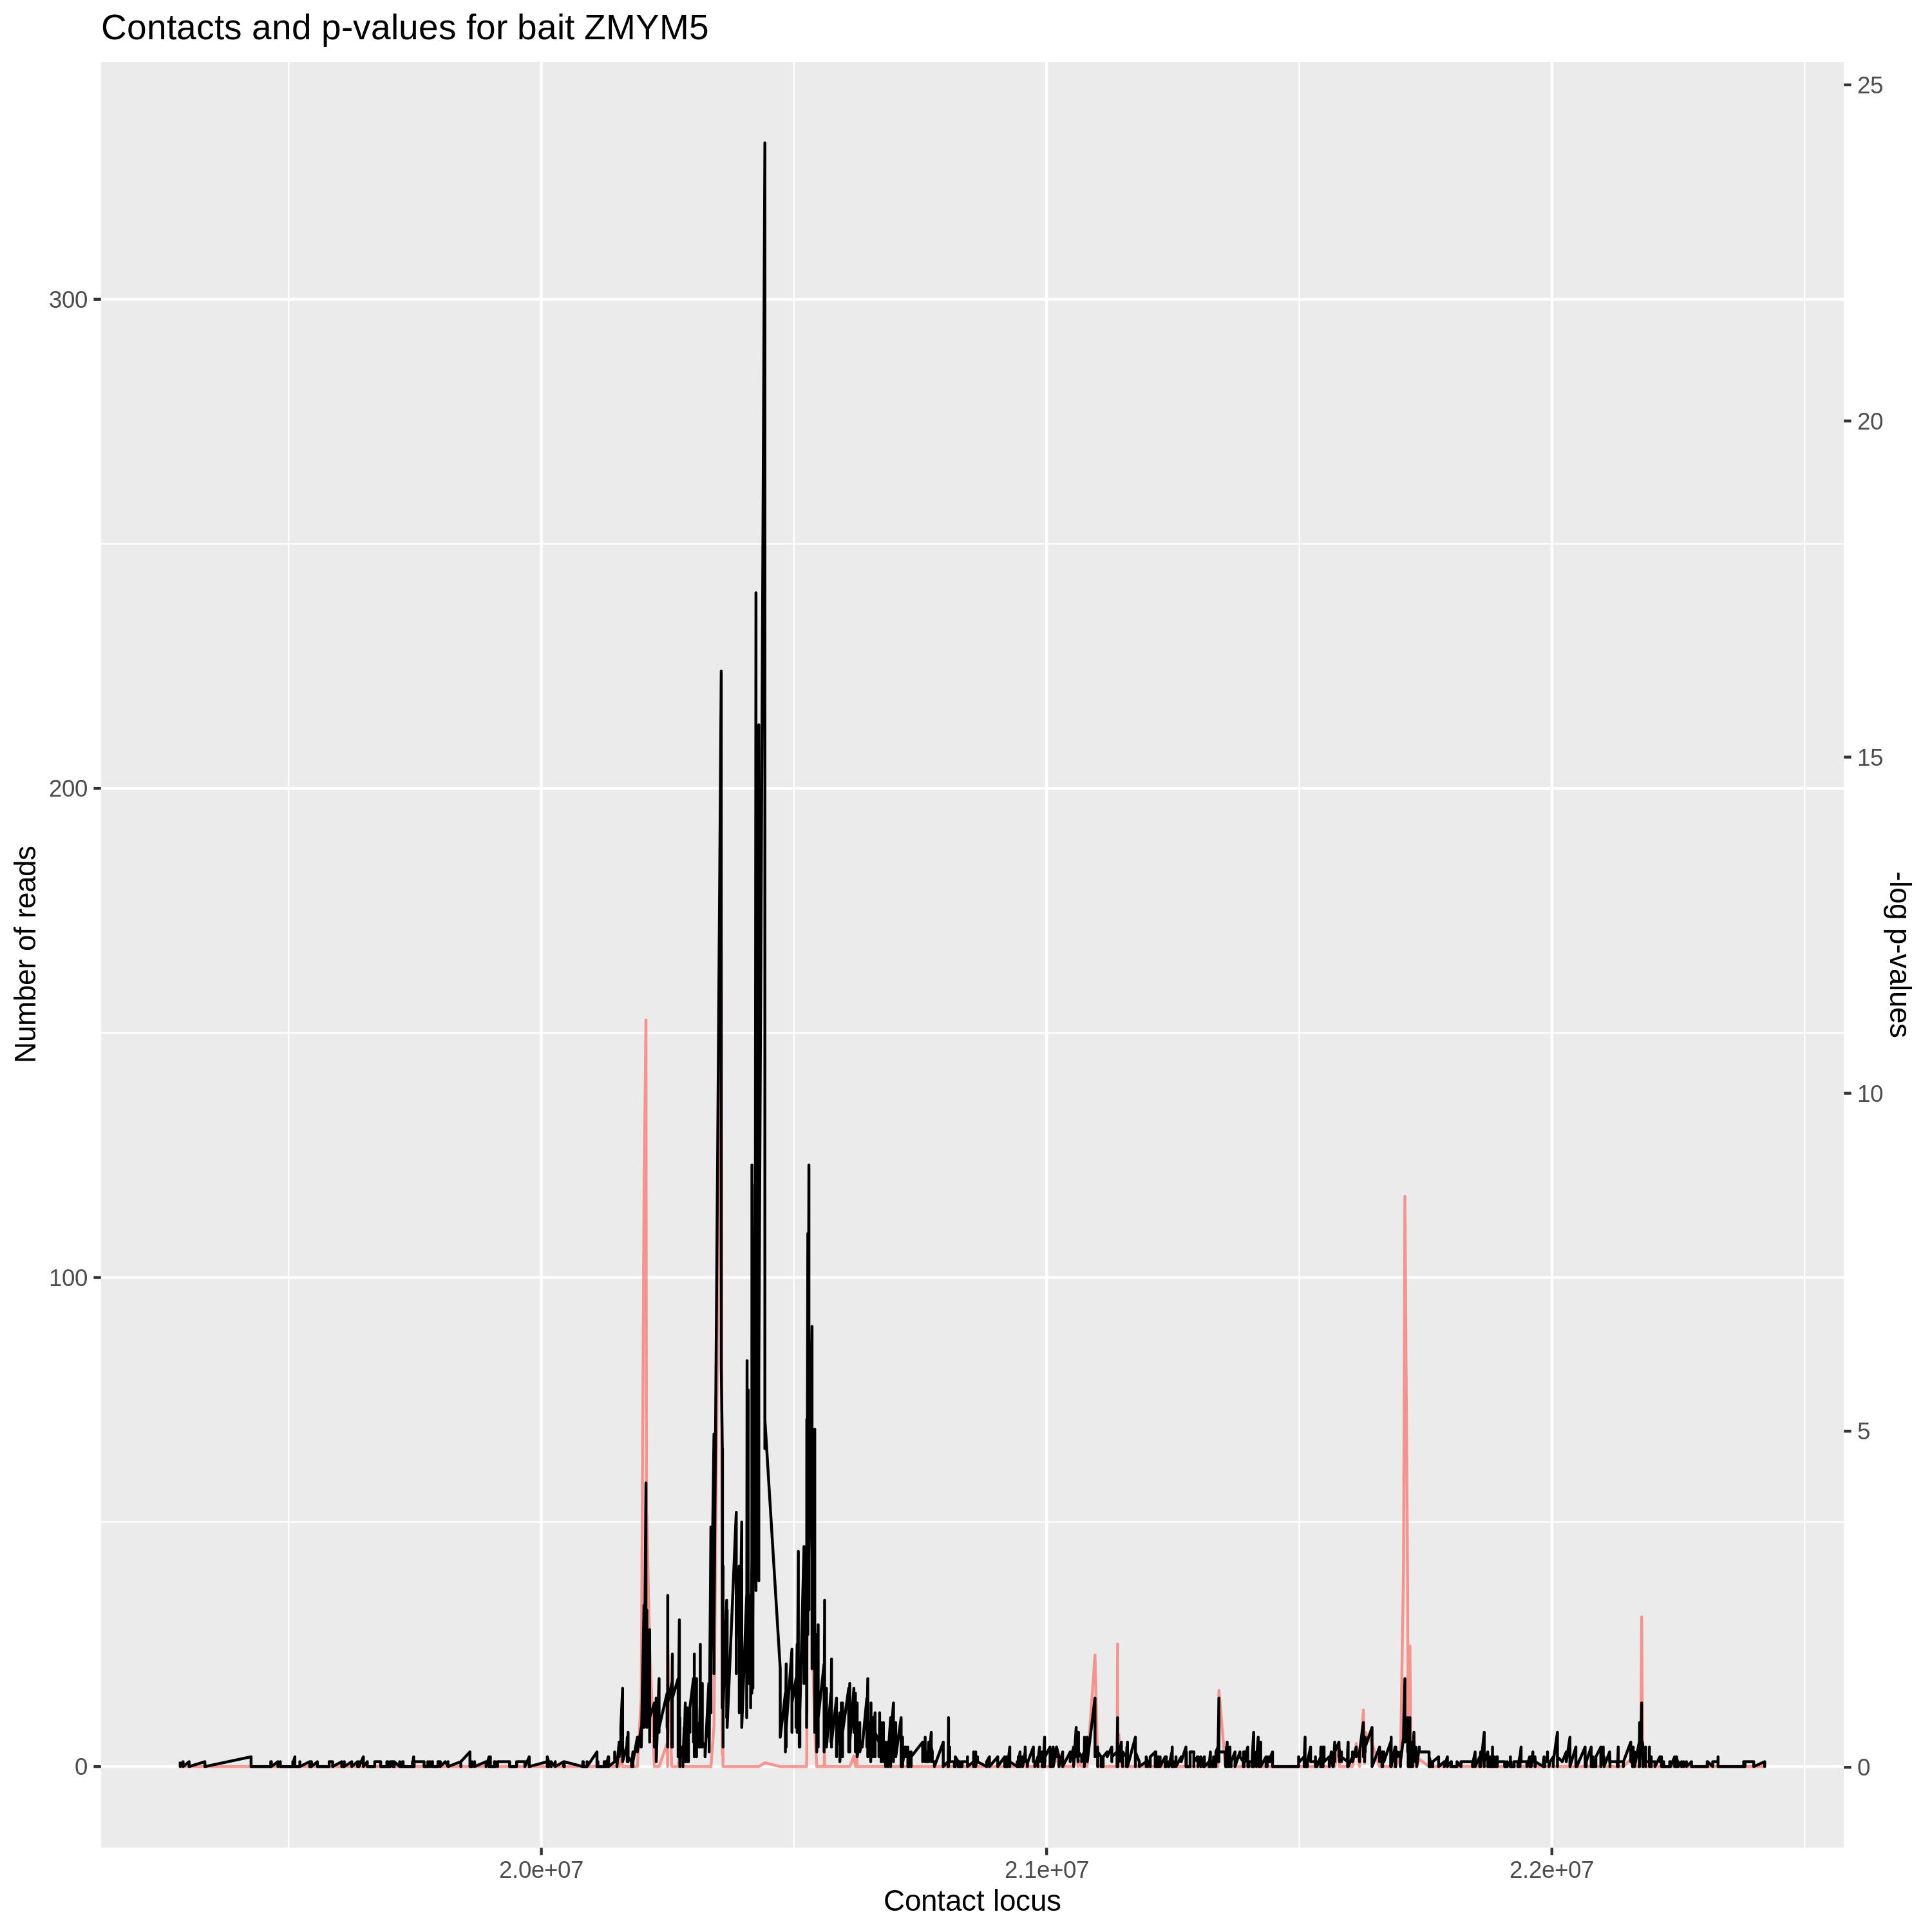 Contacts and p-values for bait ZMYM5
Number of reads
300
200
100
0
25
20
15
10
5
0
-log p-values
2.0e+07
2.1e+07
2.2e+07
Contact locus